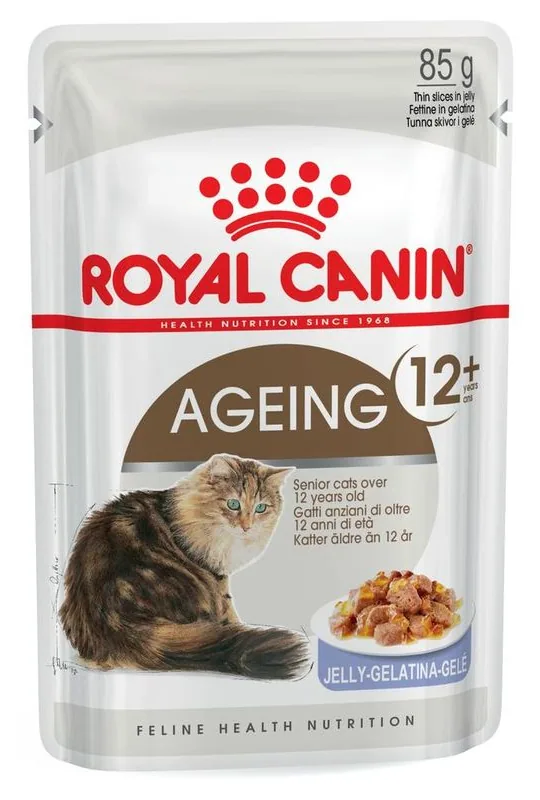 85 g
Thin slices in jelly
Fettine in gelatina
Tunna skivor i gelé
ROYAL CANIN®
HEALTH NUTRITION SINCE 1968
AGEING 12+
years
ans
Senior cats over
12 years old
Gatti anziani di oltre
12 anni di età
Katter äldre än 12 år
JELLY-GELATINA-GELÉ
FELINE HEALTH NUTRITION